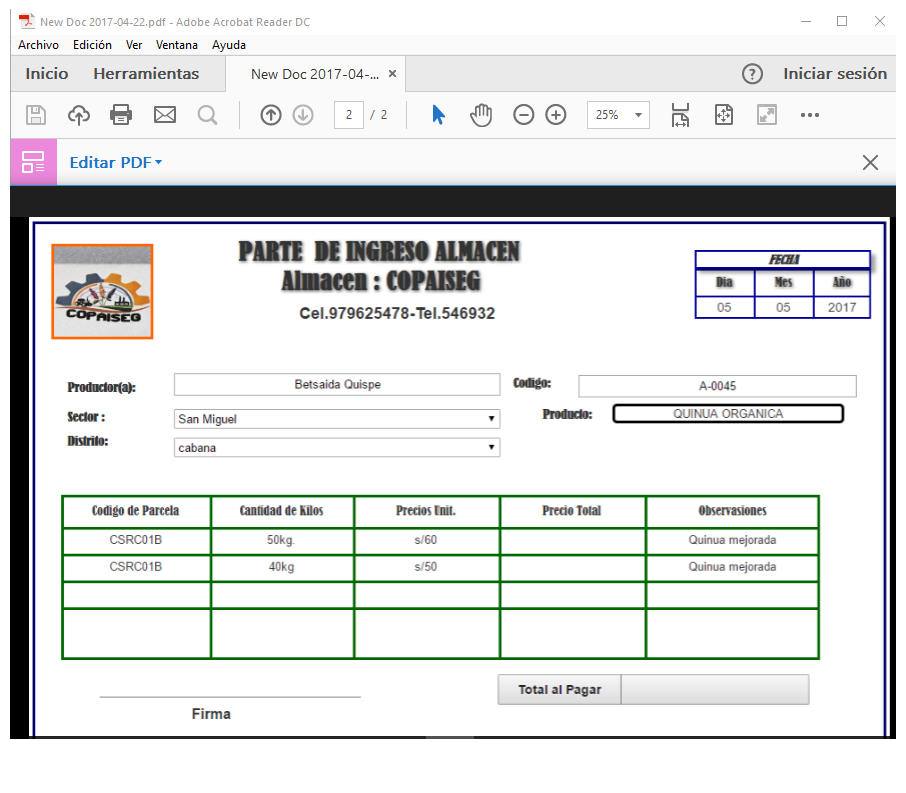 New Doc 2017-04-22.pdf - Adobe Acrobat Reader DC
Archivo Edición Ver Ventana Ayuda
Inicio Herramientas New Doc 2017-04-... × ? Iniciar sesión
2 / 2 25%
Editar PDF
PARTE DE INGRESO ALMACEN
Almacen : COPAISEG
Cel.979625478-Tel.546932
COPAISEG
FECHA
Dia Mes Año
05 05 2017
Productor(a): Betsaida Quispe Codigo: A-0045
Sector : San Miguel Producto: QUINUA ORGANICA
Distrito: cabana
Codigo de Parcela Cantidad de Kilos Precios Unit. Precio Total Observasiones
CSRC01B 50kg. s/60 Quinua mejorada
CSRC01B 40kg s/50 Quinua mejorada
Total al Pagar
Firma